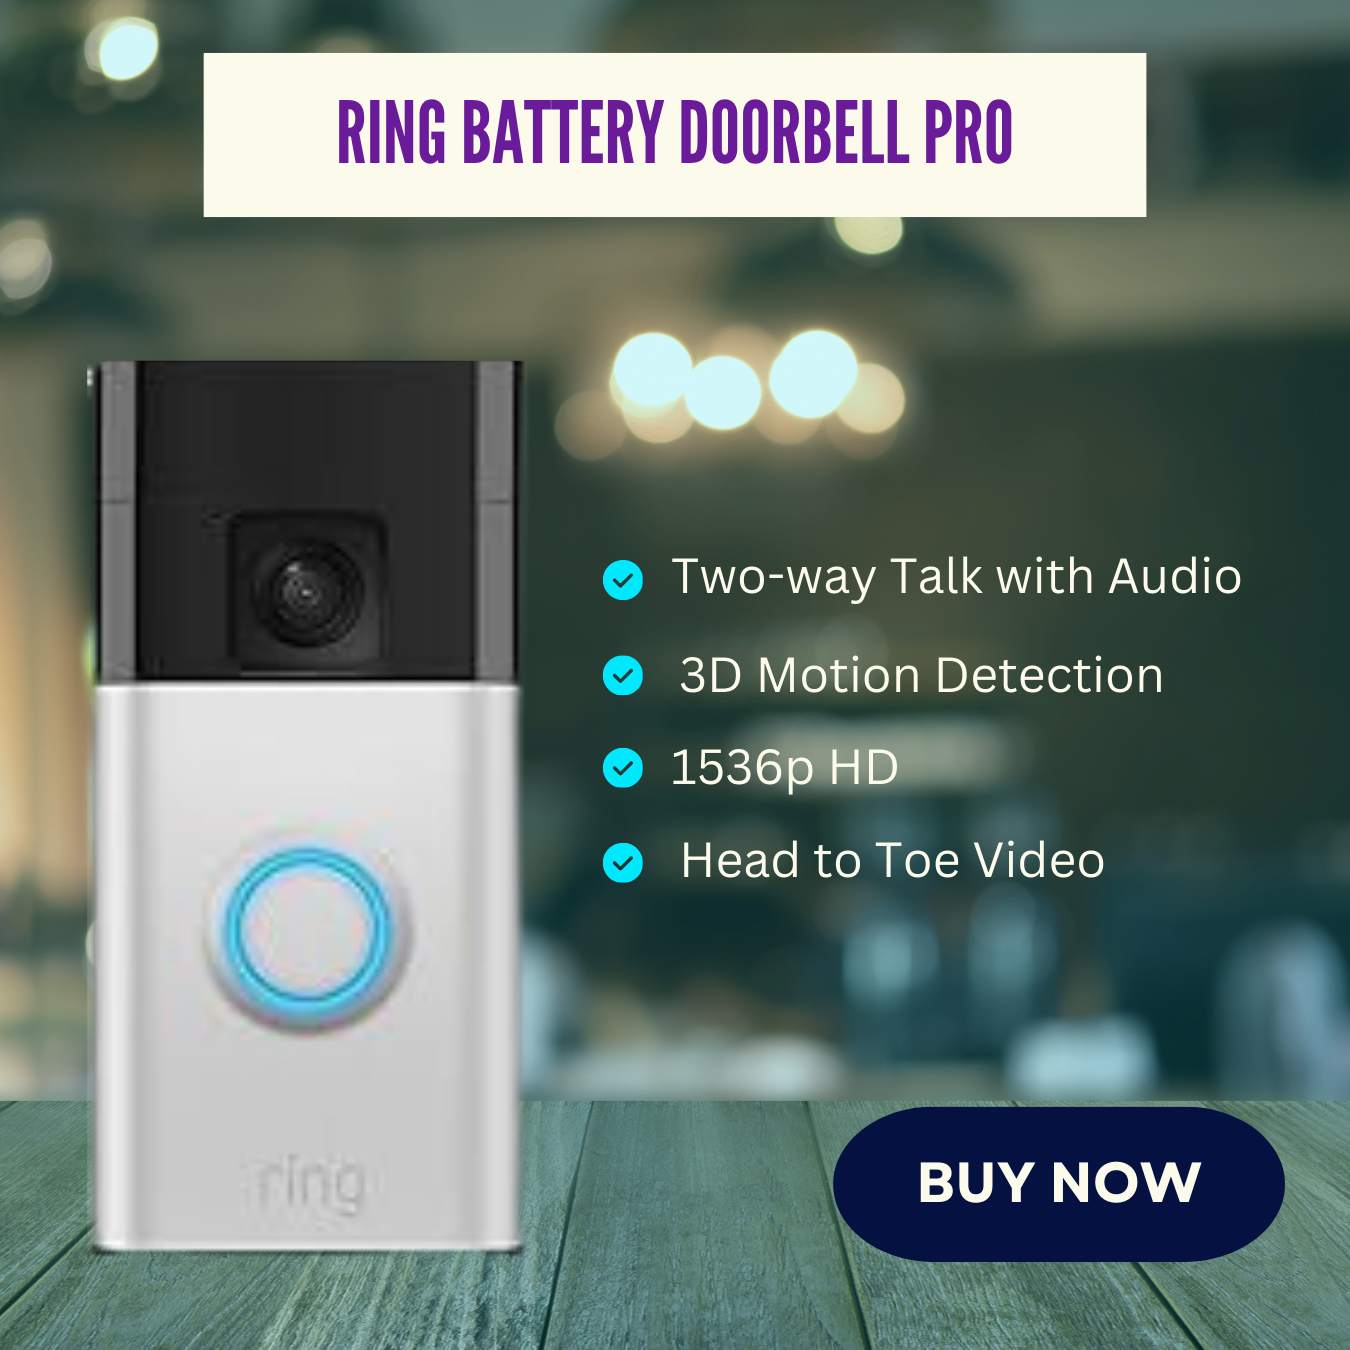 RING BATTERY DOORBELL PRO
Two-way Talk with Audio
3D Motion Detection
1536p HD
Head to Toe Video
ring
BUY NOW